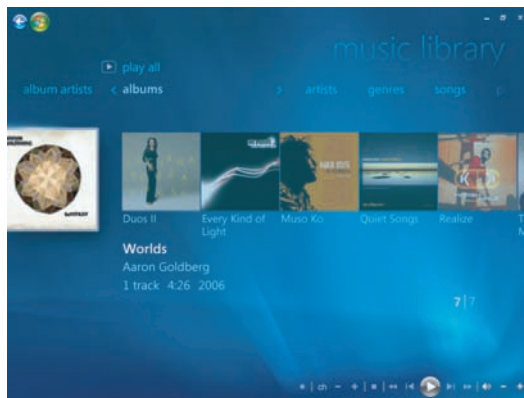 music library
play all
album artists < albums > artists genres songs
Duos II Every Kind of Light Muso Ko Quiet Songs Realize
Worlds
Aaron Goldberg
1 track 4:26 2006
7|7
ch